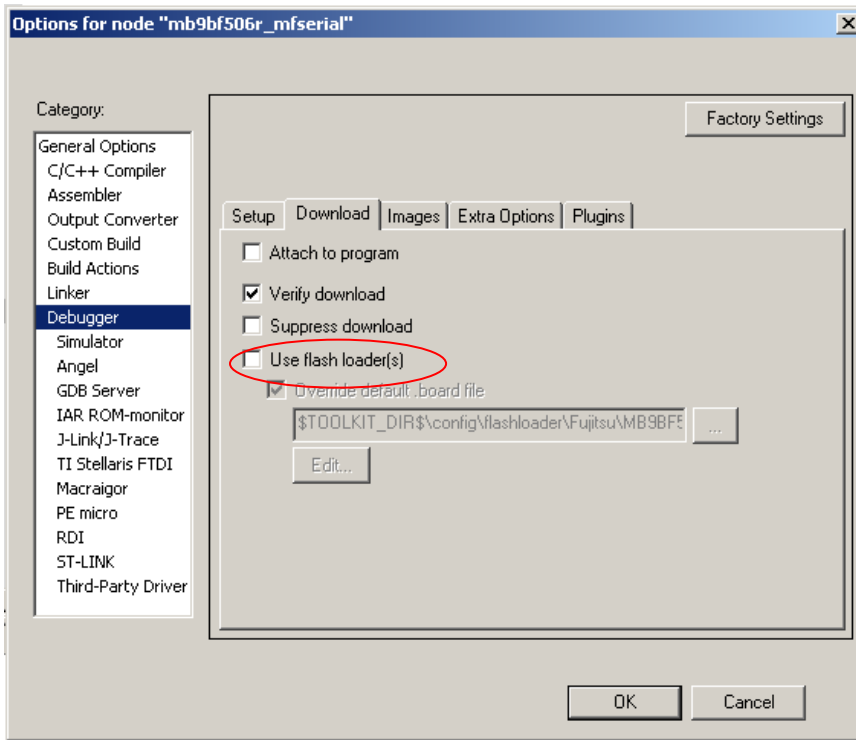 Options for node "mb9bf506r_mfserial"
Category:
Factory Settings
General Options
C/C++ Compiler
Assembler
Output Converter
Custom Build
Build Actions
Linker
Debugger
Simulator
Angel
GDB Server
IAR ROM-monitor
J-Link/J-Trace
TI Stellaris FTDI
Macraigor
PE micro
RDI
ST-LINK
Third-Party Driver
Setup Download Images Extra Options Plugins
Attach to program
Verify download
Suppress download
Use flash loader(s)
Override default .board file
$TOOLKIT_DIR$\config\flashloader\Fujitsu\MB9BF5
...
Edit...
OK Cancel